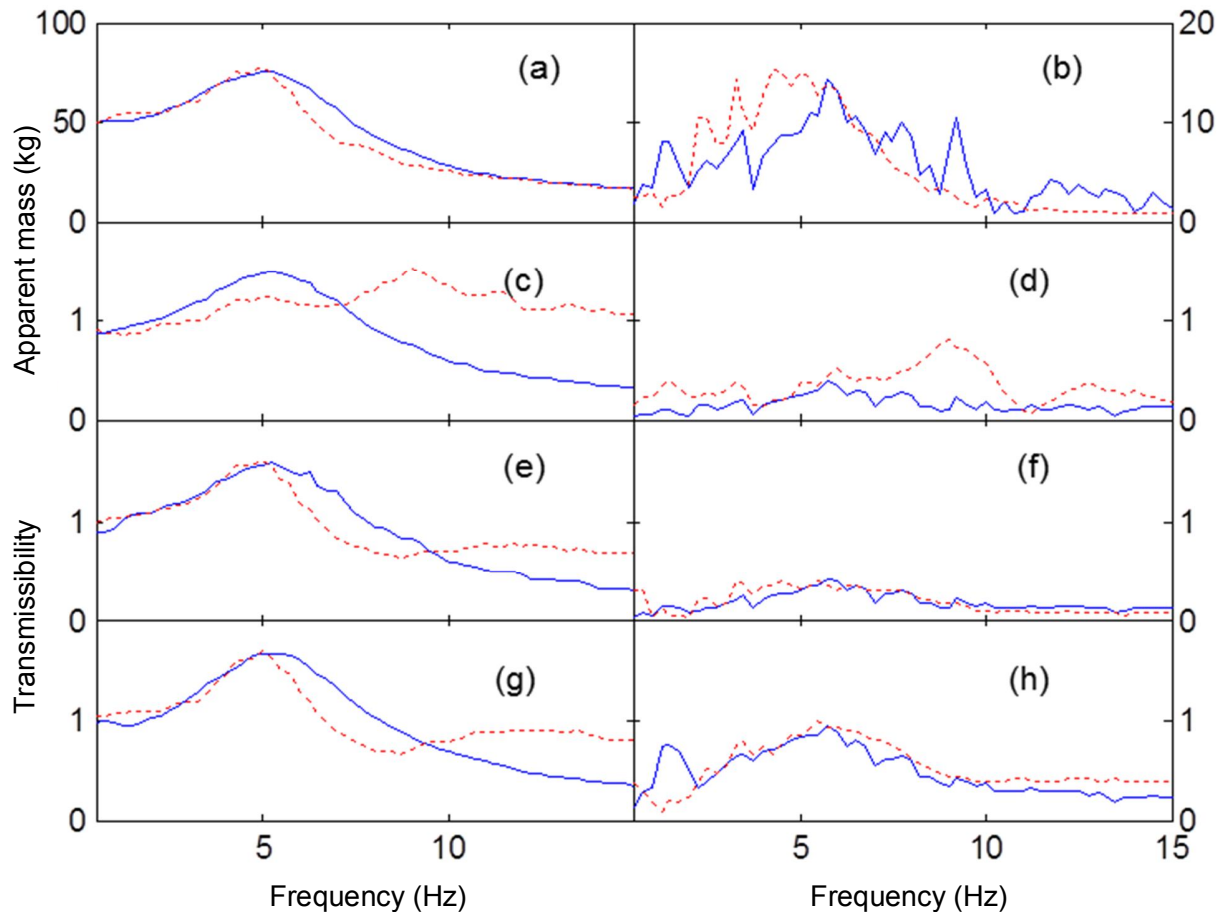 100
50
0
1
0
1
0
1
0
Apparent mass (kg)
Transmissibility
(a)
(b)
(c)
(d)
(e)
(f)
(g)
(h)
20
10
0
1
0
1
0
1
0
5
10
5
10
15
Frequency (Hz)
Frequency (Hz)